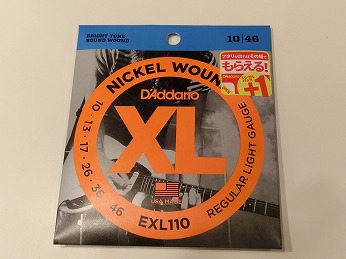 BRIGHT TONE
ROUND WOUND
10 | 46
NICKEL WOUND
もらえる!
D'Addario
+1
XL
10・13・17・26・36・46
USA MADE
REGULAR LIGHT GAUGE
EXL110